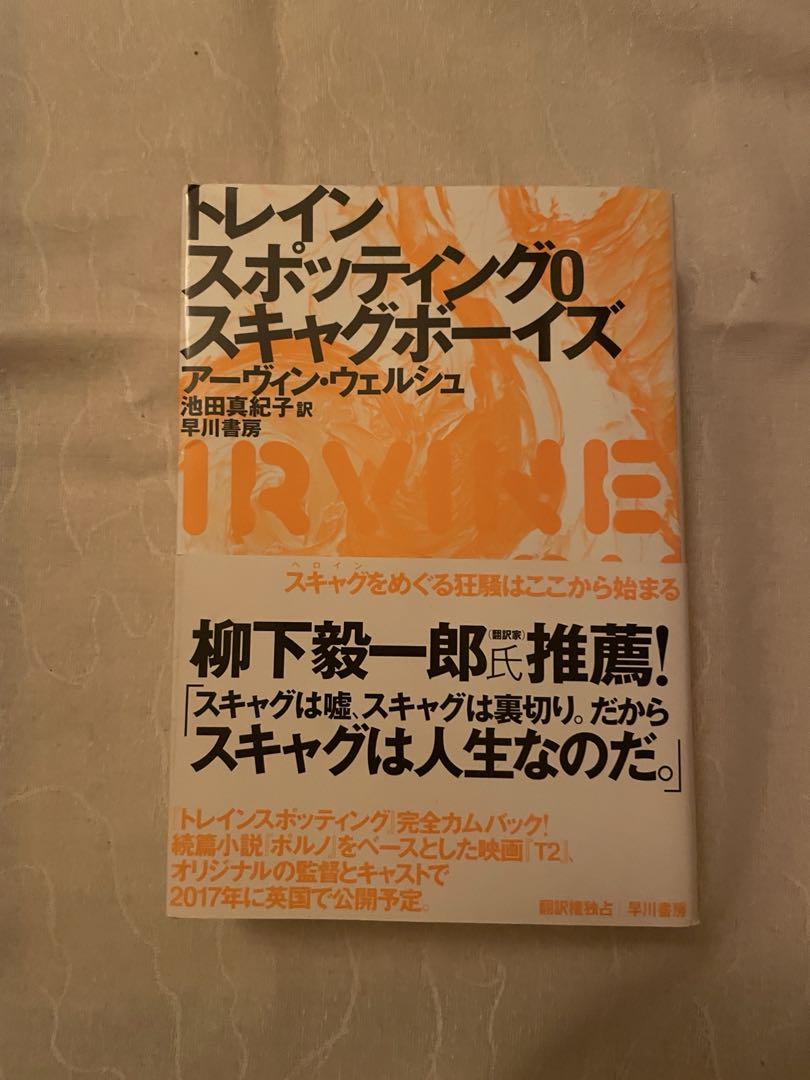 トレイン
スポッティング0
スキャグボーイズ
アーヴィン・ウェルシュ
池田真紀子 訳
早川書房
IRVINE
ヘロイン
スキャグをめぐる狂騒はここから始まる
柳下毅一郎(翻訳家)氏推薦!
「スキャグは嘘、スキャグは裏切り。だから
スキャグは人生なのだ。」
『トレインスポッティング』完全カムバック!
続篇小説『ポルノ』をベースとした映画『T2』、
オリジナルの監督とキャストで
2017年に英国で公開予定。
翻訳権独占|早川書房